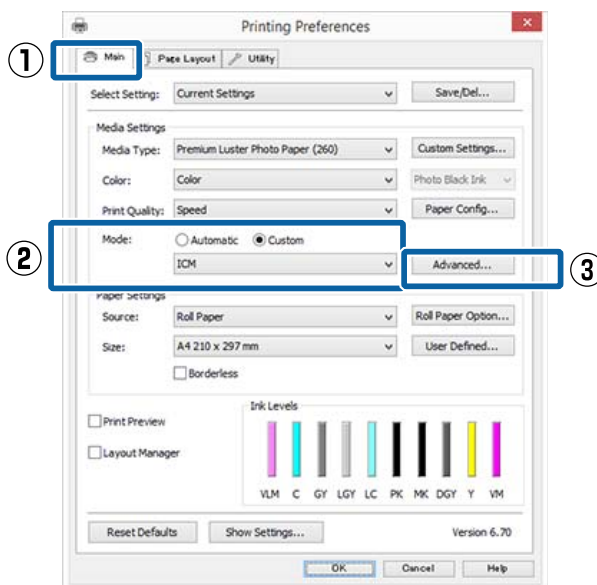 Printing Preferences
①
Main Page Layout Utility
Select Setting: Current Settings Save/Del...
Media Settings
Media Type: Premium Luster Photo Paper (260) Custom Settings...
Color: Color Photo Black Ink
Print Quality: Speed Paper Config...
Mode: Automatic Custom
②
ICM Advanced...
③
Paper Settings
Source: Roll Paper Roll Paper Option...
Size: A4 210 x 297 mm User Defined...
Borderless
Ink Levels
Print Preview
Layout Manager
VLM C GY LGY LC PK MK DGY Y VM
Reset Defaults Show Settings... Version 6.70
OK Cancel Help